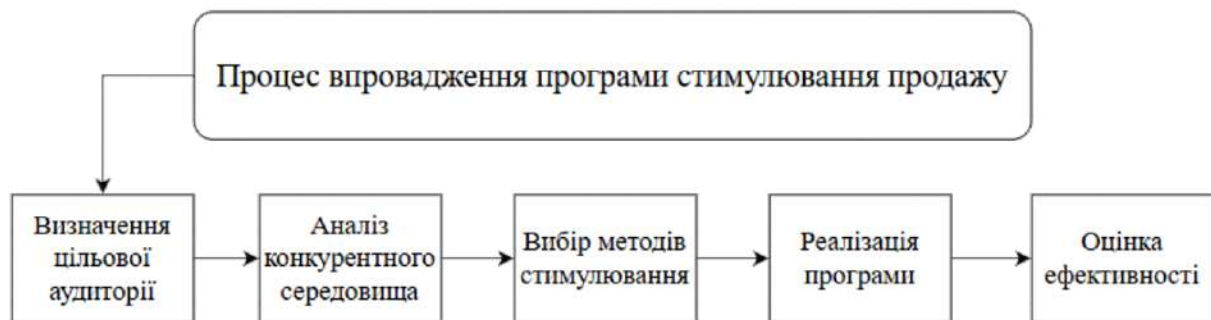 Процес впровадження програми стимулювання продажу
Визначення
цільової
аудиторії
Аналіз
конкурентного
середовища
Вибір методів
стимулювання
Реалізація
програми
Оцінка
ефективності